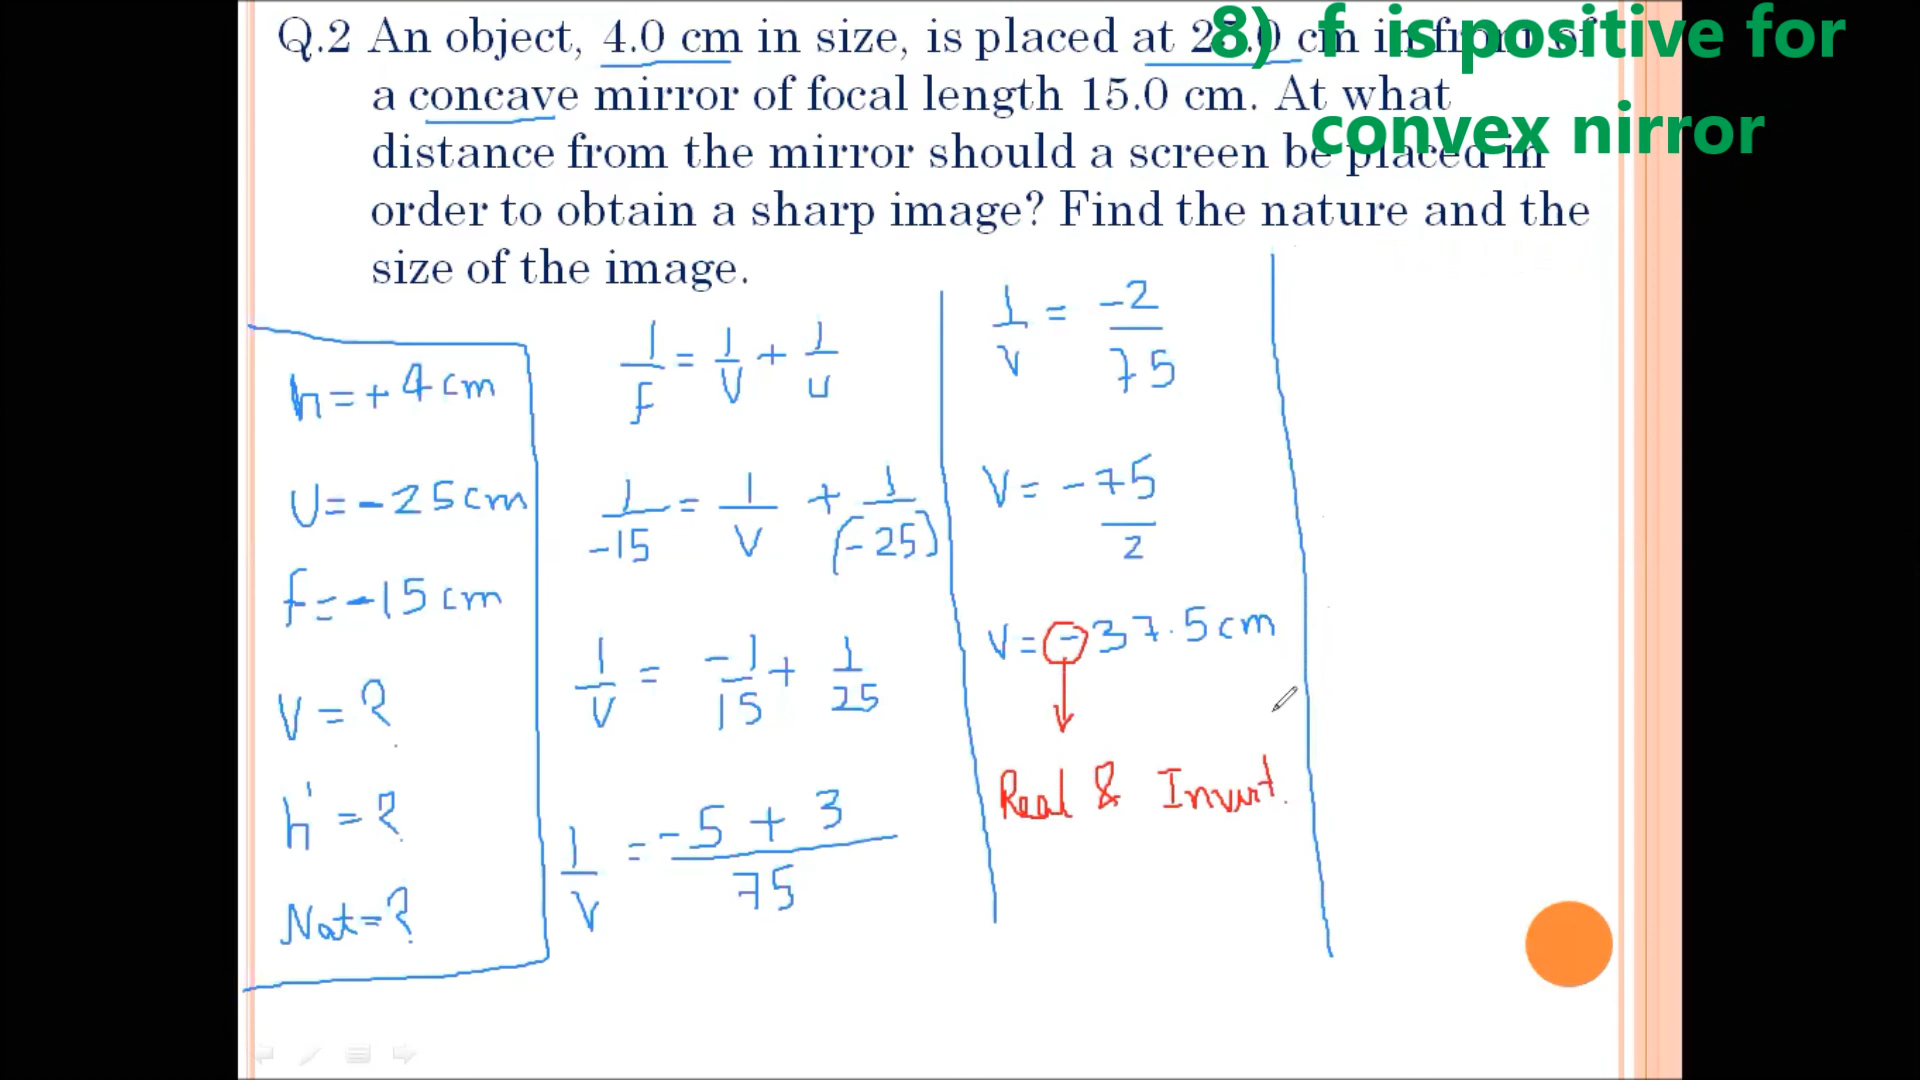 Q.2 An object, 4.0 cm in size, is placed at 25.0 cm in front of
a concave mirror of focal length 15.0 cm. At what
distance from the mirror should a screen be placed in
order to obtain a sharp image? Find the nature and the
size of the image.
8) f is positive for
convex nirror
h = + 4 cm
U = - 25 cm
f = - 15 cm
V = ?
h' = ?
Nat = ?
1/f = 1/V + 1/u
1/-15 = 1/V + 1/(-25)
1/V = -1/15 + 1/25
1/V = -5 + 3/75
1/V = -2/75
V = -75/2
V = -37.5 cm
Real & Invert.